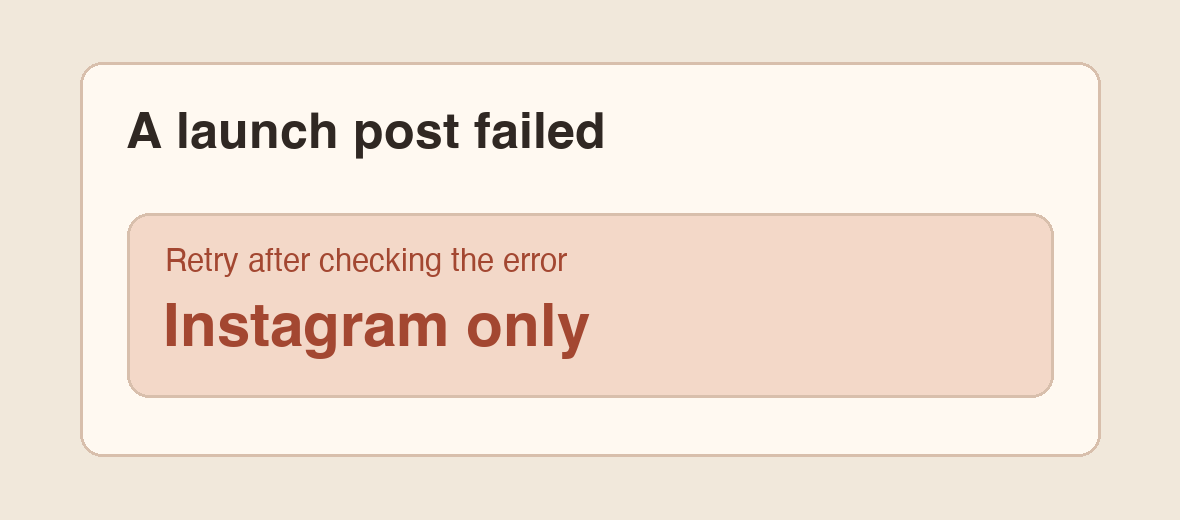 A launch post failed
Retry after checking the error
Instagram only